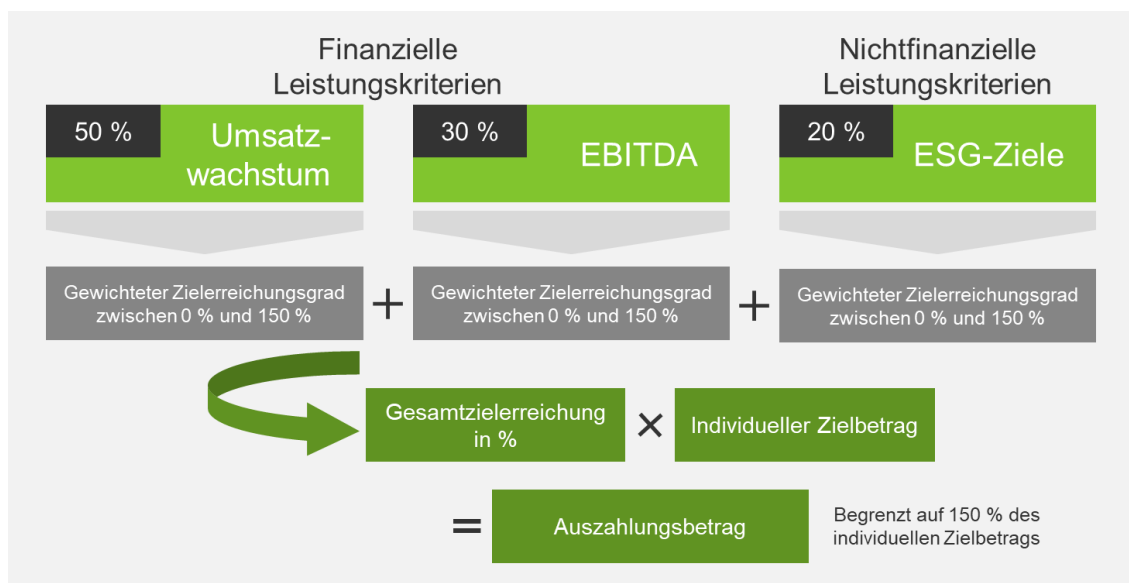 Finanzielle
Leistungskriterien
Nichtfinanzielle
Leistungskriterien
50 %
Umsatz-
wachstum
30 %
EBITDA
20 %
ESG-Ziele
Gewichteter Zielerreichungsgrad
zwischen 0 % und 150 %
+
Gewichteter Zielerreichungsgrad
zwischen 0 % und 150 %
+
Gewichteter Zielerreichungsgrad
zwischen 0 % und 150 %
Gesamtzielerreichung
in %
×
Individueller Zielbetrag
=
Auszahlungsbetrag
Begrenzt auf 150 % des
individuellen Zielbetrags